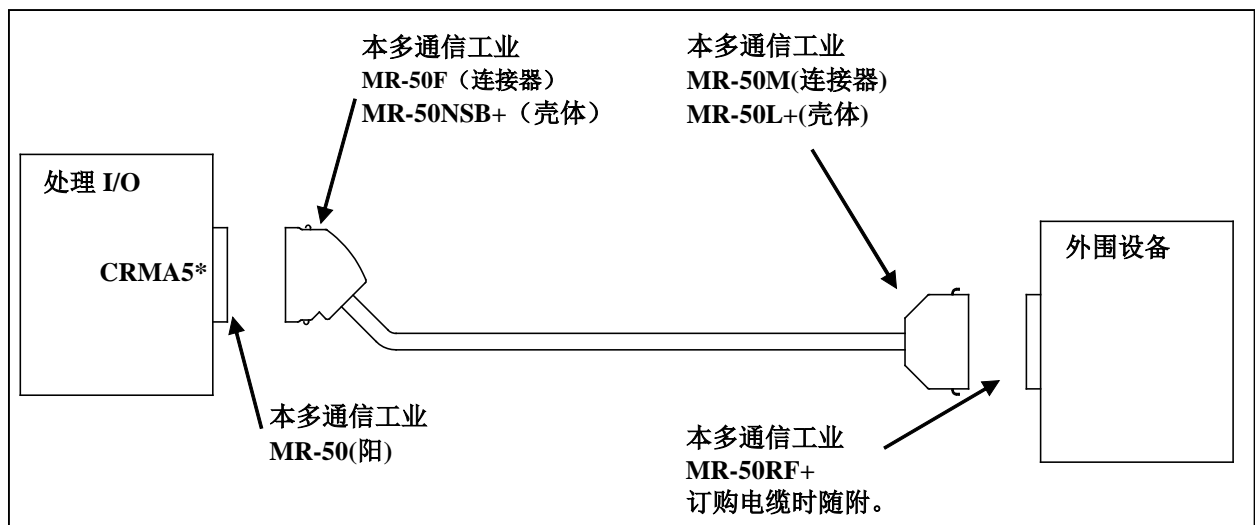 本多通信工业
MR-50F（连接器）
MR-50NSB+（壳体）
本多通信工业
MR-50M(连接器)
MR-50L+(壳体)
处理 I/O
CRMA5*
外围设备
本多通信工业
MR-50(阳)
本多通信工业
MR-50RF+
订购电缆时随附。